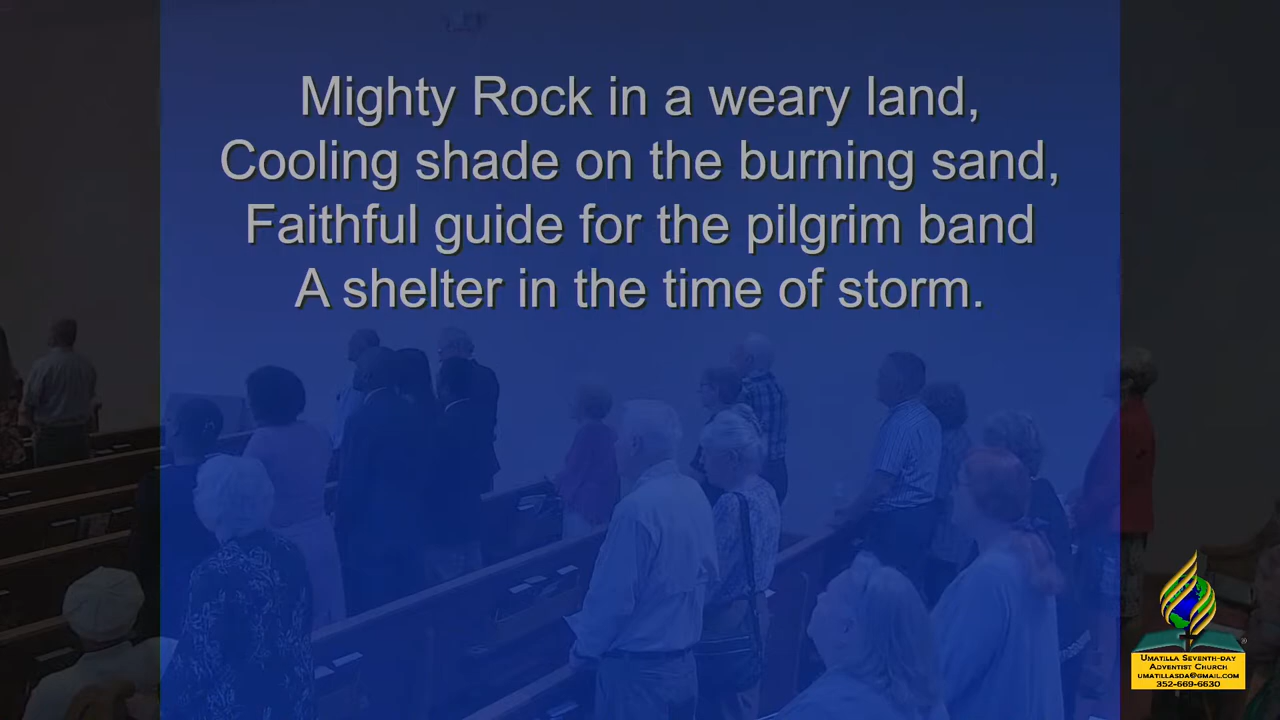 Mighty Rock in a weary land,
Cooling shade on the burning sand,
Faithful guide for the pilgrim band
A shelter in the time of storm.
®
Umatilla Seventh-day
Adventist Church
umatillasda@gmail.com
352-669-6630